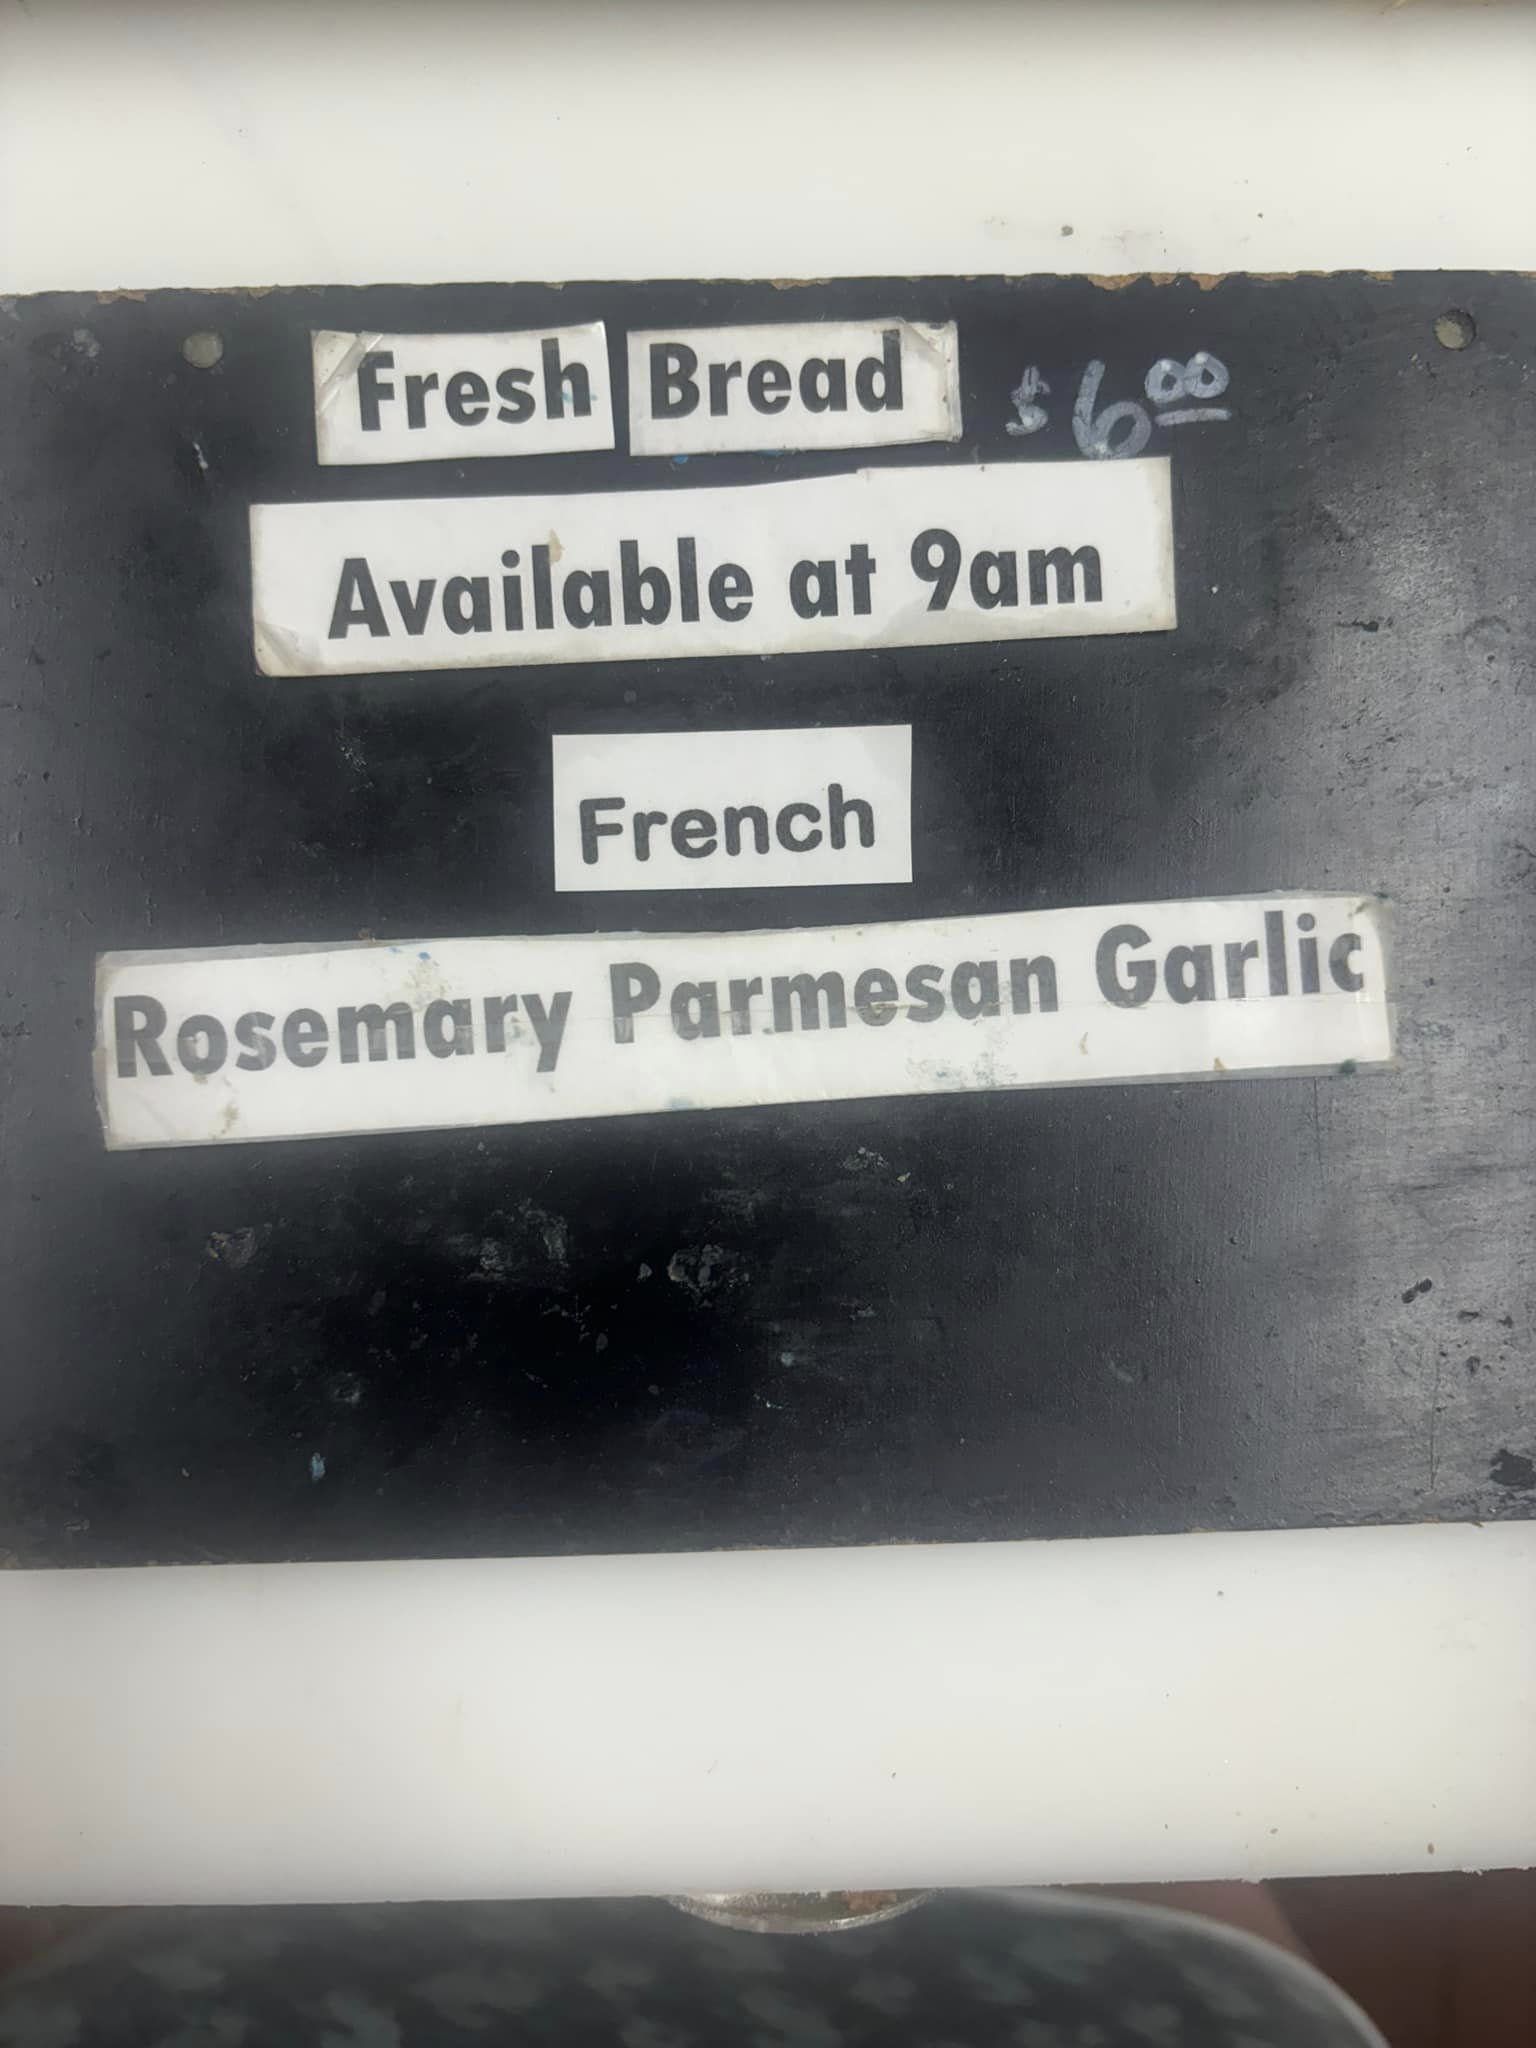 Fresh Bread $6.00
Available at 9am
French
Rosemary Parmesan Garlic